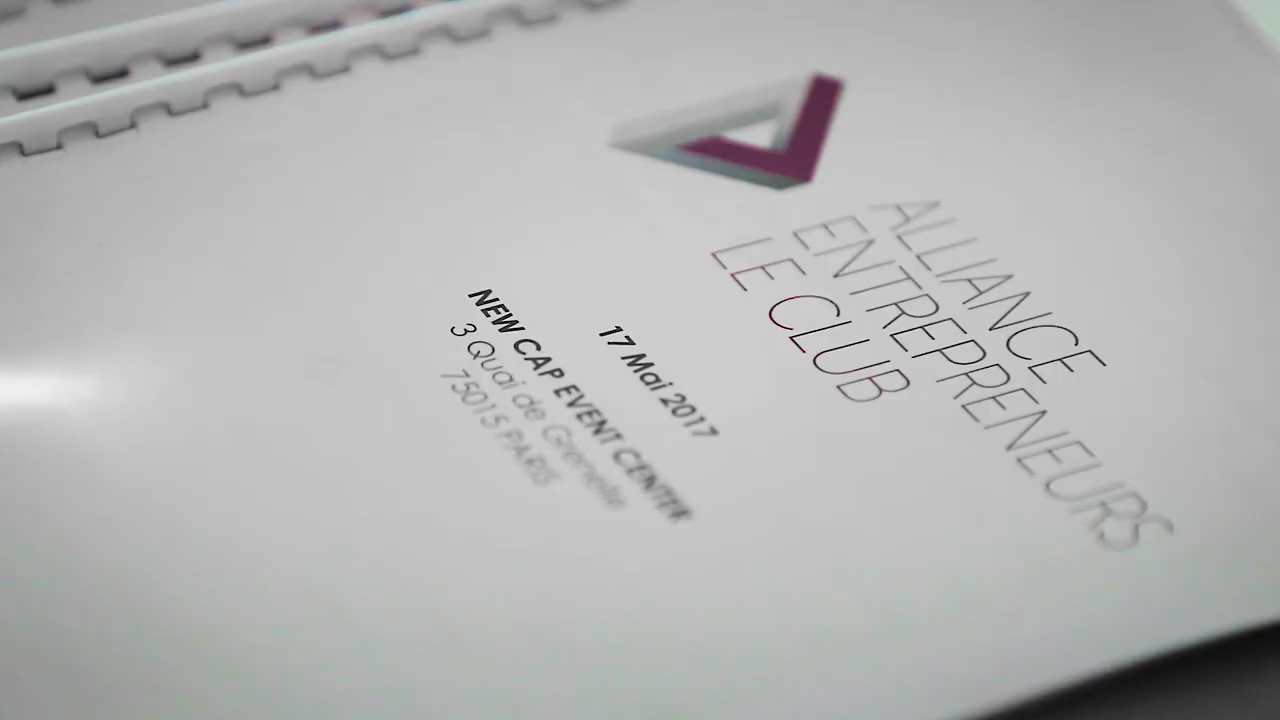 ALLIANCE
ENTREPRENEURS
LE CLUB
17 Mai 2017
NEW CAP EVENT CENTER
3 Quai de Grenelle
75015 PARIS